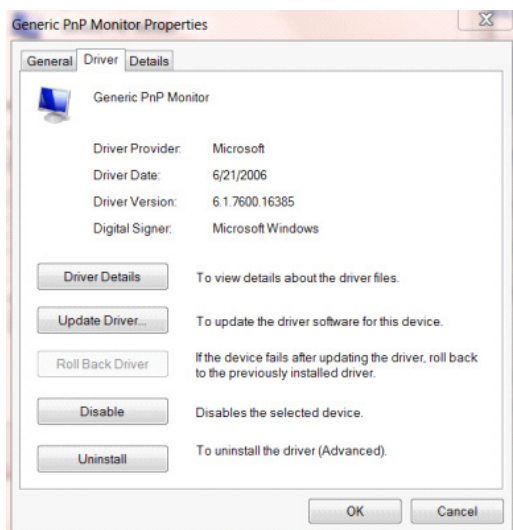 Generic PnP Monitor Properties
General Driver Details
Generic PnP Monitor
Driver Provider: Microsoft
Driver Date: 6/21/2006
Driver Version: 6.1.7600.16385
Digital Signer: Microsoft Windows
Driver Details To view details about the driver files.
Update Driver... To update the driver software for this device.
Roll Back Driver If the device fails after updating the driver, roll back
to the previously installed driver.
Disable Disables the selected device.
Uninstall To uninstall the driver (Advanced).
OK Cancel